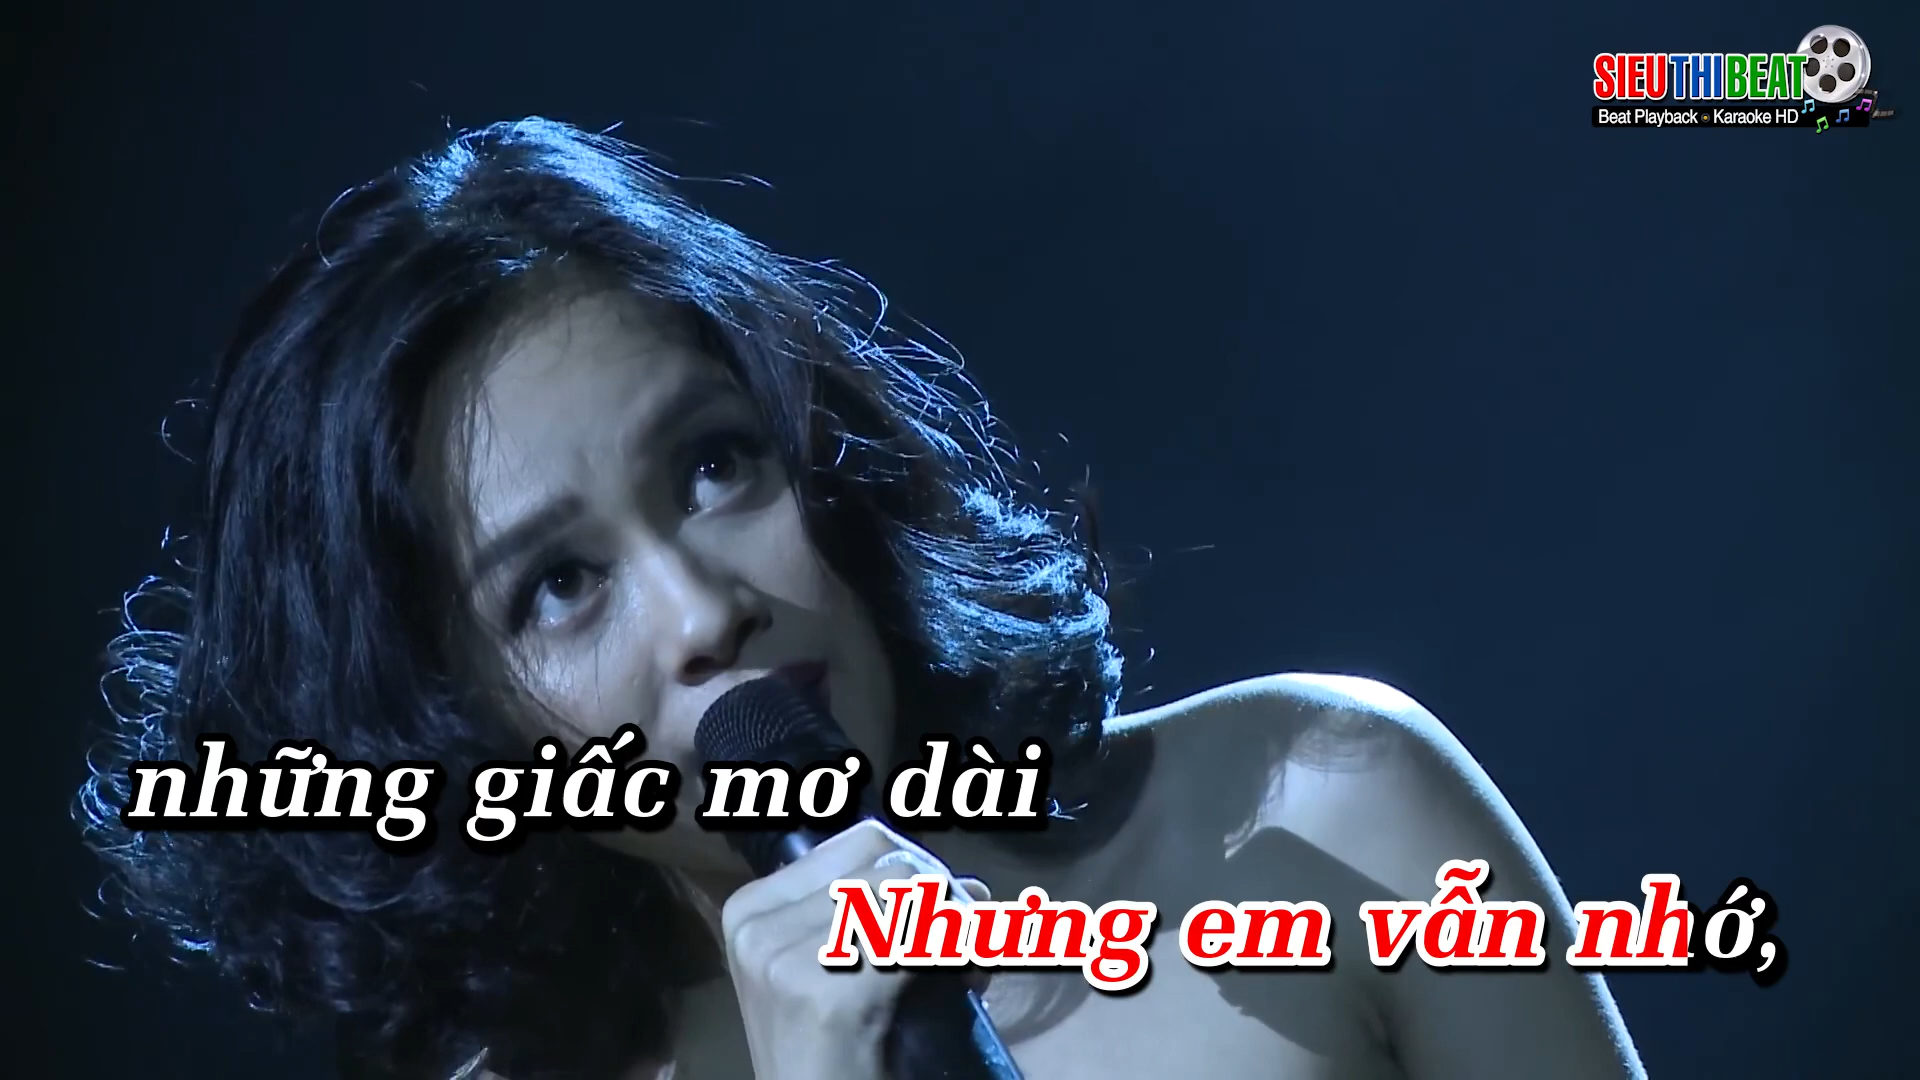 SIEUTHIBEAT
Beat Playback • Karaoke HD
những giấc mơ dài
Nhưng em vẫn nhớ,